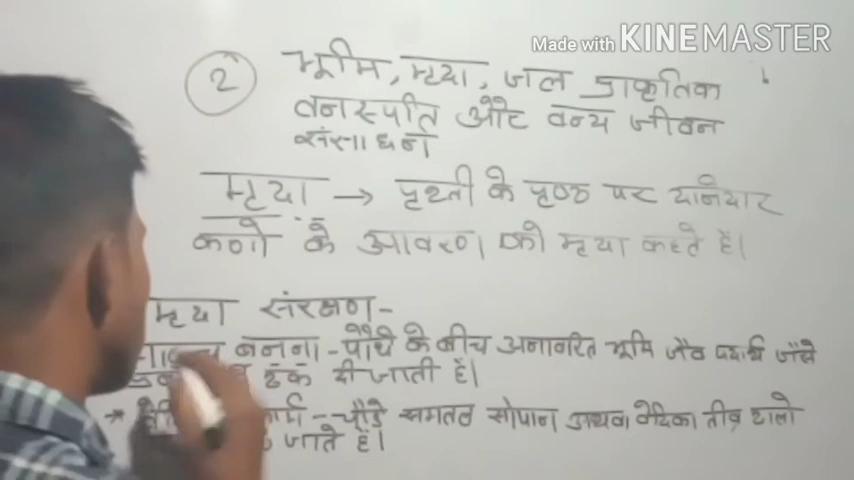 Made with KINEMASTER
2 भूमि, मृदा, जल प्राकृतिक
वनस्पति और वन्य जीवन
संसाधन
मृदा → पृथ्वी के पृष्ठ पर दानेदार
कणो के आवरण को मृदा कहते हैं।
मृदा संरक्षण-
बनना - पौधो के बीच अनावरित भूमि जैव पदार्थ जैसे
ढंक दी जाती हैं।
* चौड़े समतल सोपान अथवा वेदिका तीव्र ढालो
जाते हैं।